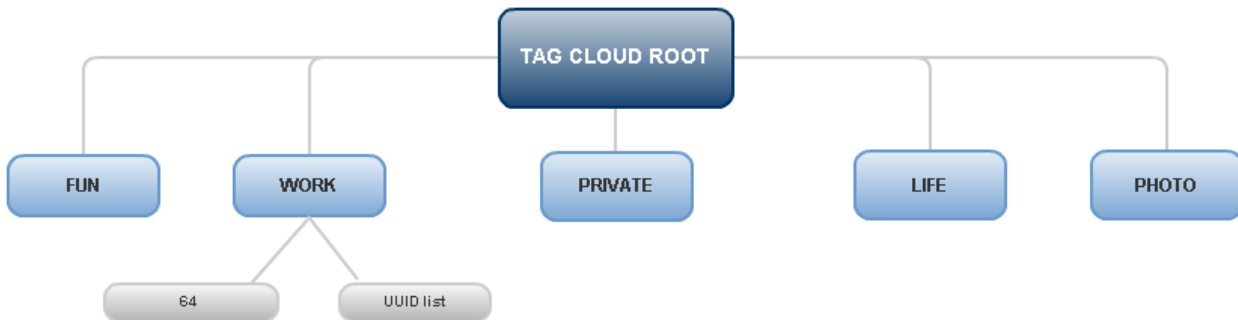 TAG CLOUD ROOT
FUN
WORK
PRIVATE
LIFE
PHOTO
64
UUID list